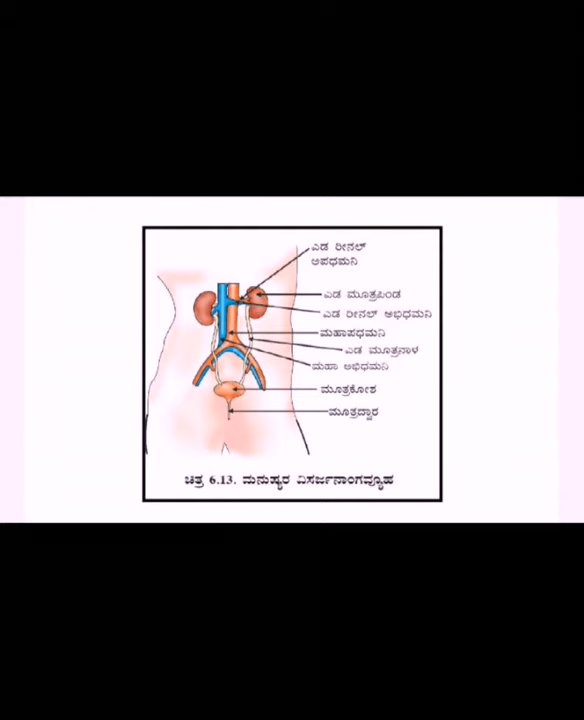 ಎಡ ರೀನಲ್
ಅಪಧಮನಿ
ಎಡ ಮೂತ್ರಪಿಂಡ
ಎಡ ರೀನಲ್ ಅಭಿಧಮನಿ
ಮಹಾಪಧಮನಿ
ಎಡ ಮೂತ್ರನಾಳ
ಮಹಾ ಅಭಿಧಮನಿ
ಮೂತ್ರಕೋಶ
ಮೂತ್ರದ್ವಾರ
ಚಿತ್ರ 6.13. ಮನುಷ್ಯರ ವಿಸರ್ಜನಾಂಗವ್ಯೂಹ